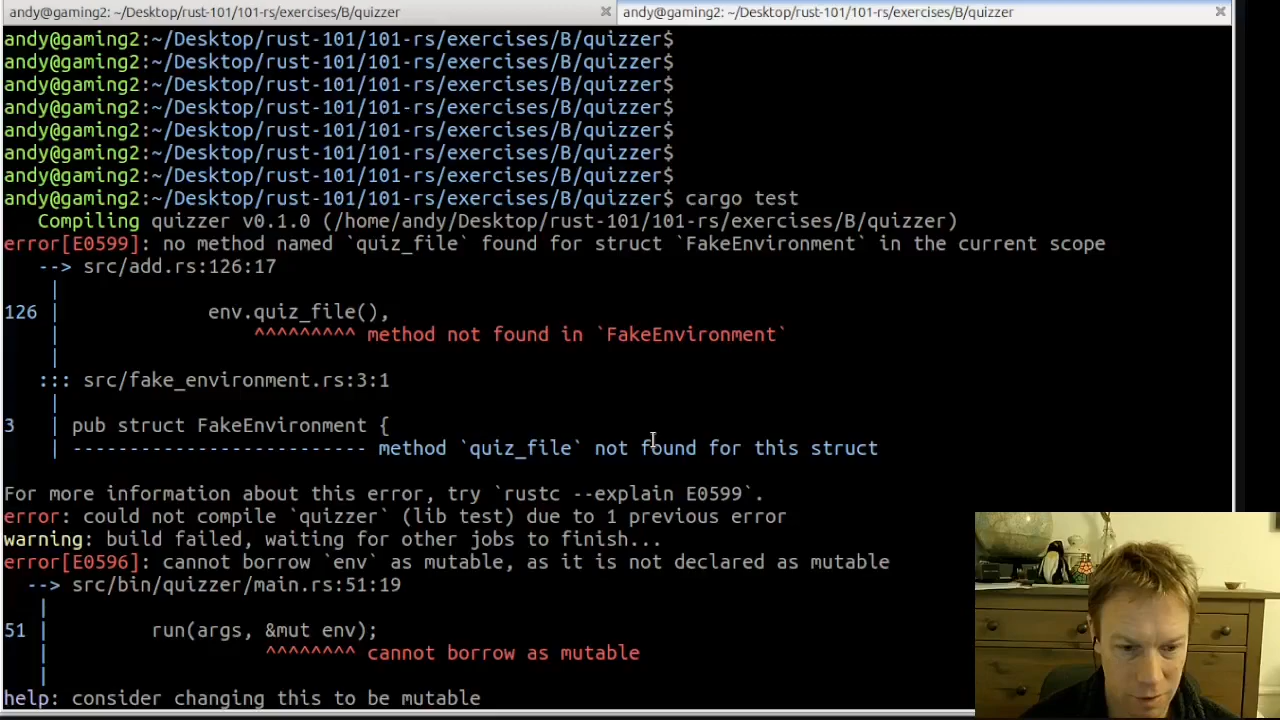 andy@gaming2: ~/Desktop/rust-101/101-rs/exercises/B/quizzer
andy@gaming2: ~/Desktop/rust-101/101-rs/exercises/B/quizzer
andy@gaming2:~/Desktop/rust-101/101-rs/exercises/B/quizzer$
andy@gaming2:~/Desktop/rust-101/101-rs/exercises/B/quizzer$
andy@gaming2:~/Desktop/rust-101/101-rs/exercises/B/quizzer$
andy@gaming2:~/Desktop/rust-101/101-rs/exercises/B/quizzer$
andy@gaming2:~/Desktop/rust-101/101-rs/exercises/B/quizzer$
andy@gaming2:~/Desktop/rust-101/101-rs/exercises/B/quizzer$
andy@gaming2:~/Desktop/rust-101/101-rs/exercises/B/quizzer$
andy@gaming2:~/Desktop/rust-101/101-rs/exercises/B/quizzer$ cargo test
   Compiling quizzer v0.1.0 (/home/andy/Desktop/rust-101/101-rs/exercises/B/quizzer)
error[E0599]: no method named `quiz_file` found for struct `FakeEnvironment` in the current scope
   --> src/add.rs:126:17
    |
126 |             env.quiz_file(),
    |                 ^^^^^^^^^ method not found in `FakeEnvironment`
    |
   ::: src/fake_environment.rs:3:1
    |
3   | pub struct FakeEnvironment {
    | -------------------------- method `quiz_file` not found for this struct
For more information about this error, try `rustc --explain E0599`.
error: could not compile `quizzer` (lib test) due to 1 previous error
warning: build failed, waiting for other jobs to finish...
error[E0596]: cannot borrow `env` as mutable, as it is not declared as mutable
  --> src/bin/quizzer/main.rs:51:19
   |
51 |         run(args, &mut env);
   |                   ^^^^^^^^ cannot borrow as mutable
   |
help: consider changing this to be mutable